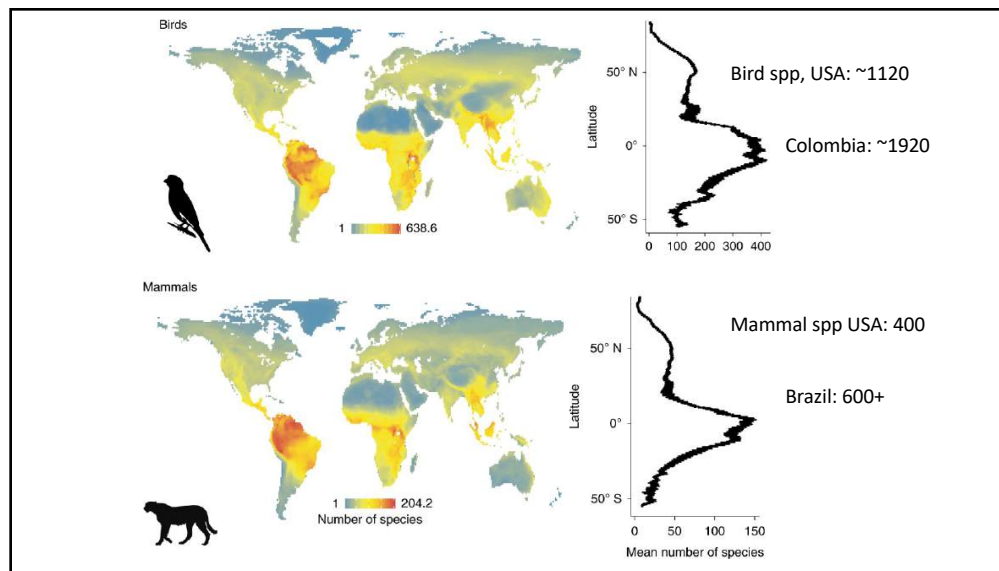 Birds
1 638.6
Latitude
50° N
0°
50° S
0 100 200 300 400
Bird spp, USA: ~1120
Colombia: ~1920
Mammals
1 204.2
Number of species
Latitude
50° N
0°
50° S
0 50 100 150
Mean number of species
Mammal spp USA: 400
Brazil: 600+